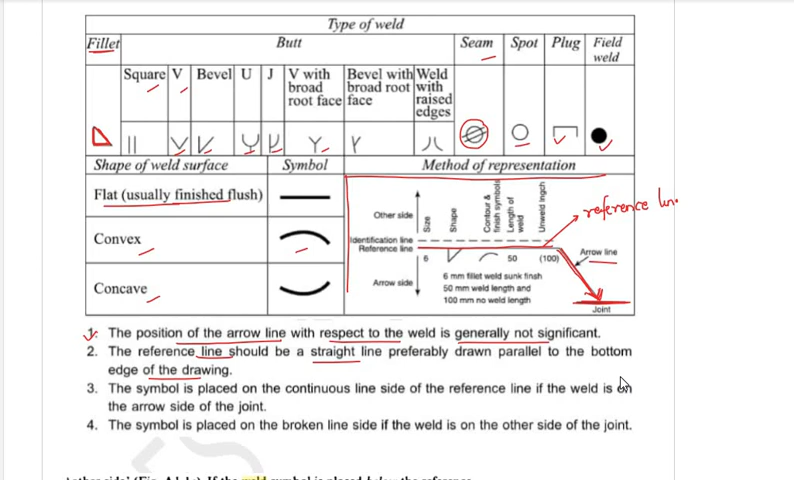 Type of weld
Fillet Butt Seam Spot Plug Field weld
Square V Bevel U J V with broad root face Bevel with broad root face Weld with raised edges
Shape of weld surface Symbol Method of representation
Flat (usually finished flush)
Convex
Concave
Other side
Size
Shape
Contour & finish symbols
Length of weld
Unweld lngch
reference lin.
Identification line
Reference line
6 50 (100)
Arrow line
Arrow side
6 mm fillet weld sunk finsh
50 mm weld length and
100 mm no weld length
Joint
1. The position of the arrow line with respect to the weld is generally not significant.
2. The reference line should be a straight line preferably drawn parallel to the bottom
edge of the drawing.
3. The symbol is placed on the continuous line side of the reference line if the weld is on
the arrow side of the joint.
4. The symbol is placed on the broken line side if the weld is on the other side of the joint.